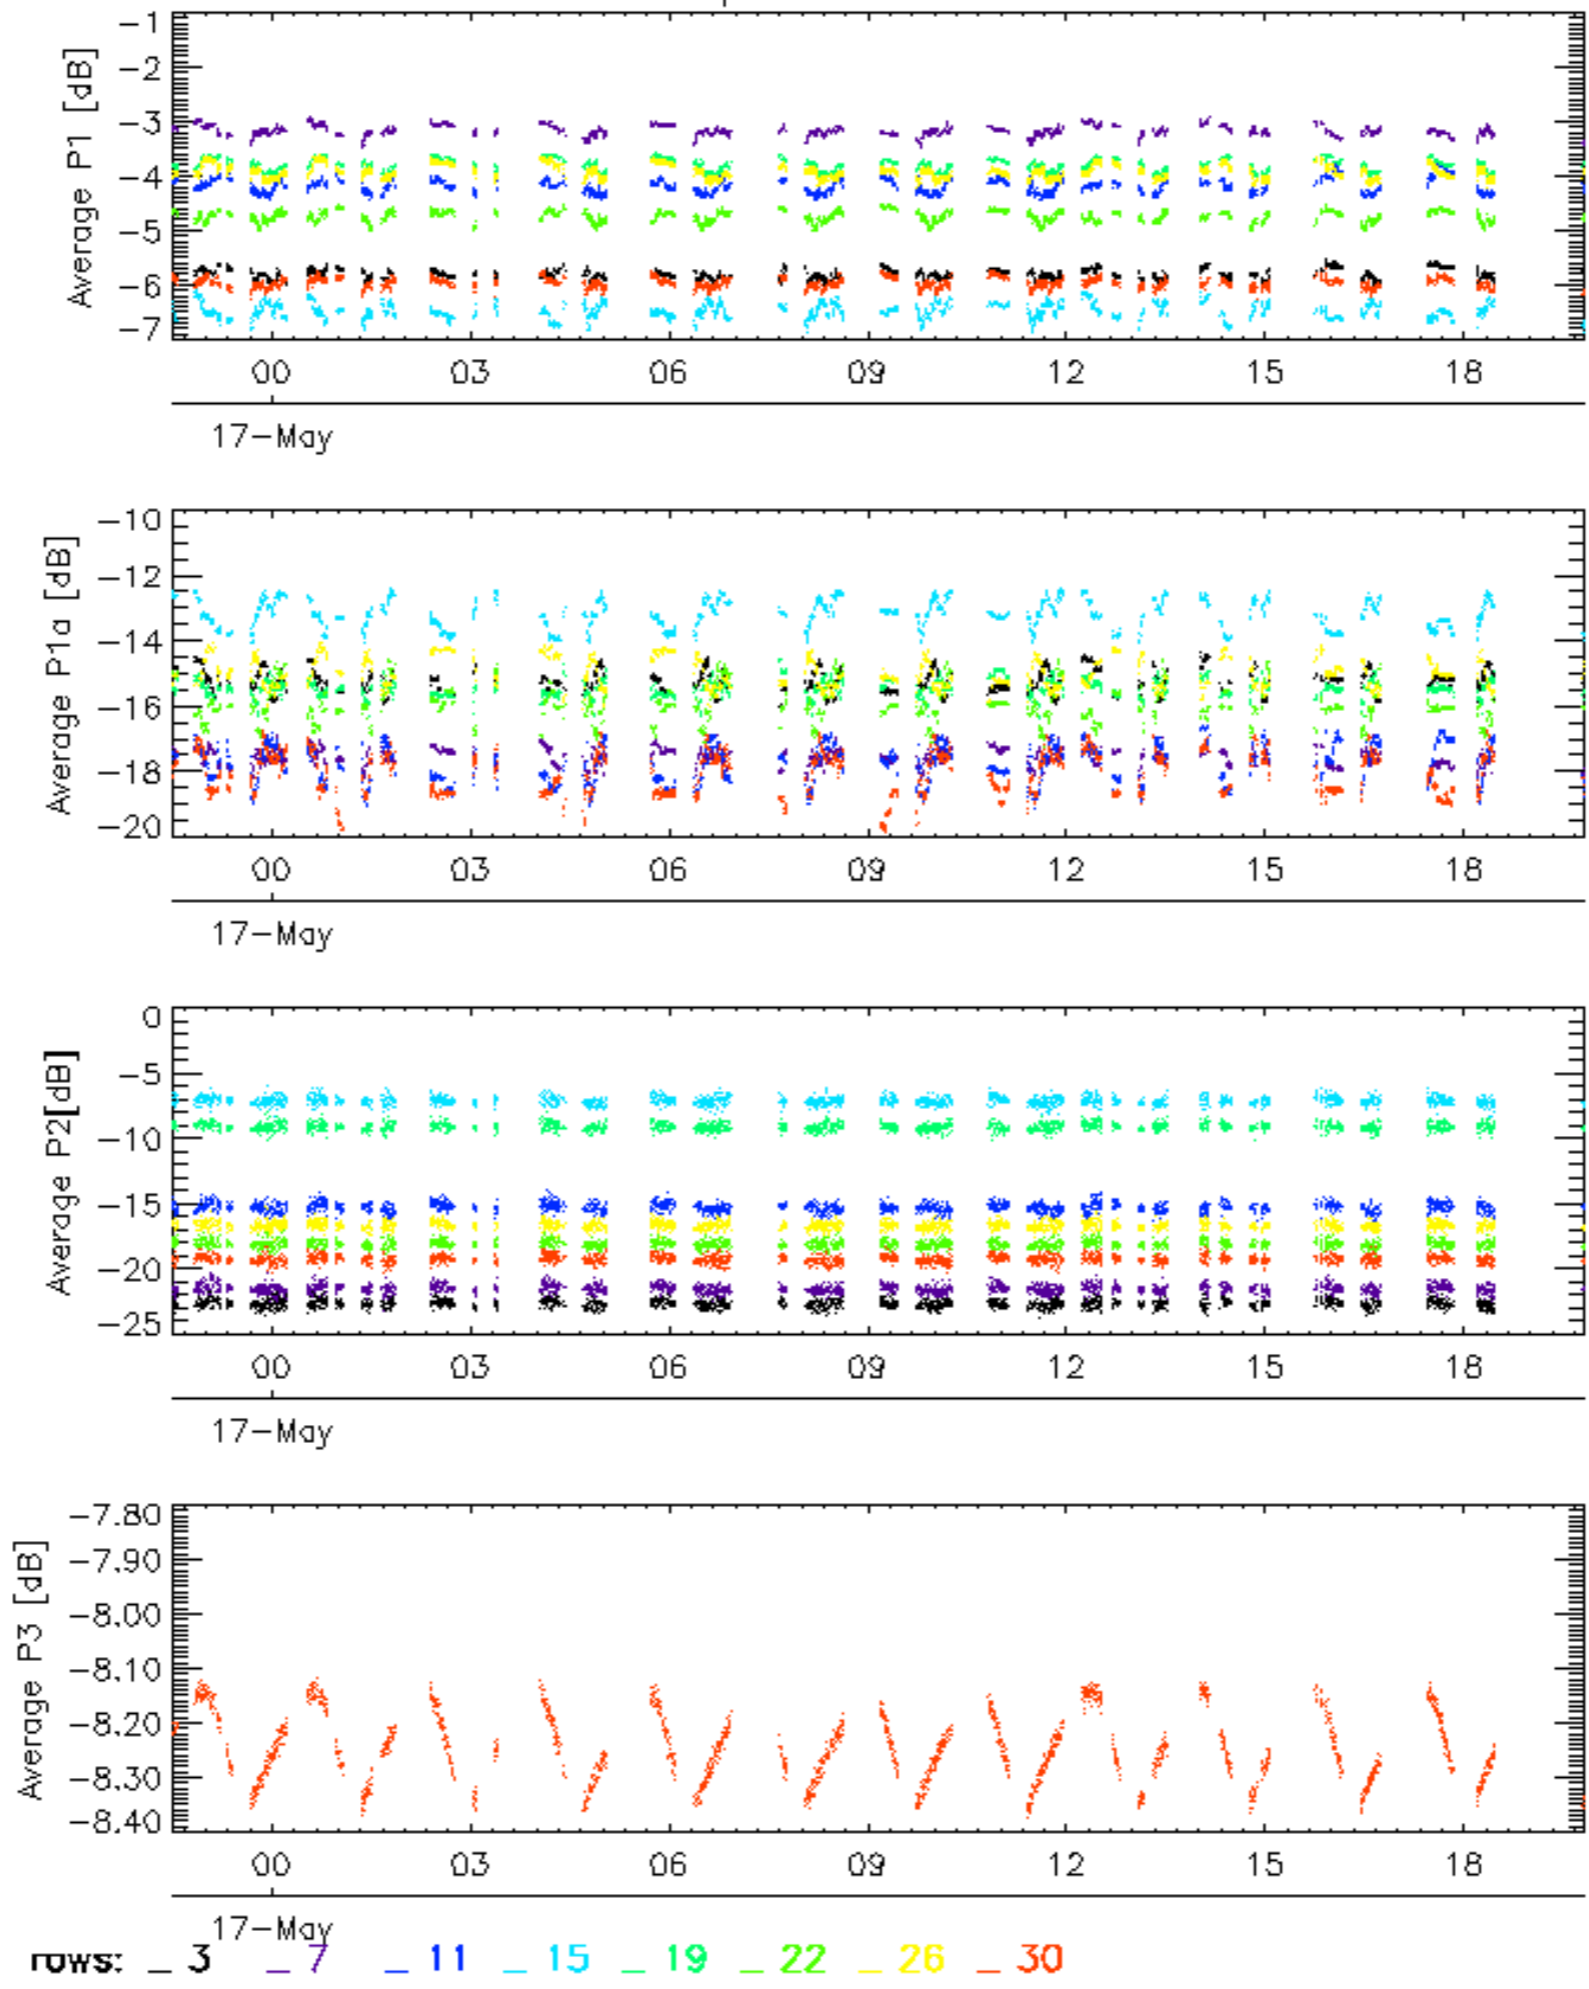 Average P1 [dB]
-1
-2
-3
-4
-5
-6
-7
00 03 06 09 12 15 18
17-May
Average P1a [dB]
-10
-12
-14
-16
-18
-20
00 03 06 09 12 15 18
17-May
Average P2[dB]
0
-5
-10
-15
-20
-25
00 03 06 09 12 15 18
17-May
Average P3 [dB]
-7.80
-7.90
-8.00
-8.10
-8.20
-8.30
-8.40
00 03 06 09 12 15 18
17-May
rows: _ 3 _ 7 _ 11 _ 15 _ 19 _ 22 _ 26 _ 30